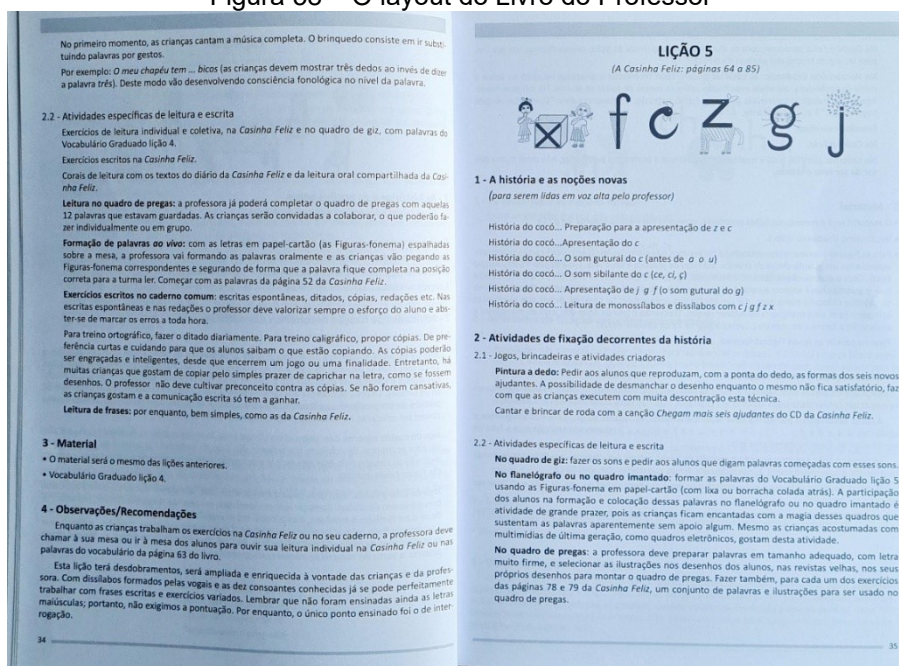 Figura 68 – O layout do Livro do Professor
No primeiro momento, as crianças cantam a música completa. O brinquedo consiste em ir substi-
tuindo palavras por gestos.
Por exemplo: O meu chapéu tem ... bicos (as crianças devem mostrar três dedos ao invés de dizer
a palavra três). Deste modo vão desenvolvendo consciência fonológica no nível da palavra.
2.2 - Atividades específicas de leitura e escrita
Exercícios de leitura individual e coletiva, na Casinha Feliz e no quadro de giz, com palavras do
Vocabulário Graduado lição 4.
Exercícios escritos na Casinha Feliz.
Corais de leitura com os textos do diário da Casinha Feliz e da leitura oral compartilhada da Casi-
nha Feliz.
Leitura no quadro de pregas: a professora já poderá completar o quadro de pregas com aquelas
12 palavras que estavam guardadas. As crianças serão convidadas a colaborar, o que poderão fa-
zer individualmente ou em grupo.
Formação de palavras ao vivo: com as letras em papel-cartão (as Figuras-fonema) espalhadas
sobre a mesa, a professora vai formando as palavras oralmente e as crianças vão pegando as
Figuras-fonema correspondentes e segurando de forma que a palavra fique completa na posição
correta para a turma ler. Começar com as palavras da página 52 da Casinha Feliz.
Exercícios escritos no caderno comum: escritas espontâneas, ditados, cópias, redações etc. Nas
escritas espontâneas e nas redações o professor deve valorizar sempre o esforço do aluno e abs-
ter-se de marcar os erros a toda hora.
Para treino ortográfico, fazer o ditado diariamente. Para treino caligráfico, propor cópias. De pre-
ferência curtas e cuidando para que os alunos saibam o que estão copiando. As cópias poderão
ser engraçadas e inteligentes, desde que encerrem um jogo ou uma finalidade. Entretanto, há
muitas crianças que gostam de copiar pelo simples prazer de caprichar na letra, como se fossem
desenhos. O professor não deve cultivar preconceito contra as cópias. Se não forem cansativas,
as crianças gostam e a comunicação escrita só tem a ganhar.
Leitura de frases: por enquanto, bem simples, como as da Casinha Feliz.
3 - Material
• O material será o mesmo das lições anteriores.
• Vocabulário Graduado lição 4.
4 - Observações/Recomendações
Enquanto as crianças trabalham os exercícios na Casinha Feliz ou no seu caderno, a professora deve
chamar à sua mesa ou ir à mesa dos alunos para ouvir sua leitura individual na Casinha Feliz ou nas
palavras do vocabulário da página 63 do livro.
Esta lição terá desdobramentos, será ampliada e enriquecida à vontade das crianças e da profes-
sora. Com dissílabos formados pelas vogais e as dez consoantes conhecidas já se pode perfeitamente
trabalhar com frases escritas e exercícios variados. Lembrar que não foram ensinadas ainda as letras
maiúsculas; portanto, não exigimos a pontuação. Por enquanto, o único ponto ensinado foi o de inter-
rogação.
34
LIÇÃO 5
(A Casinha Feliz: páginas 64 a 85)
x f c z g j
1 - A história e as noções novas
(para serem lidas em voz alta pelo professor)
História do cocó... Preparação para a apresentação de z e c
História do cocó...Apresentação do c
História do cocó... O som gutural do c (antes de a o u)
História do cocó... O som sibilante do c (ce, ci, ç)
História do cocó... Apresentação de j g f (o som gutural do g)
História do cocó... Leitura de monossílabos e dissílabos com c j g f z x
2 - Atividades de fixação decorrentes da história
2.1 - Jogos, brincadeiras e atividades criadoras
Pintura a dedo: Pedir aos alunos que reproduzam, com a ponta do dedo, as formas dos seis novos
ajudantes. A possibilidade de desmanchar o desenho enquanto o mesmo não fica satisfatório, faz
com que as crianças executem com muita descontração esta técnica.
Cantar e brincar de roda com a canção Chegam mais seis ajudantes do CD da Casinha Feliz.
2.2 - Atividades específicas de leitura e escrita
No quadro de giz: fazer os sons e pedir aos alunos que digam palavras começadas com esses sons.
No flanelógrafo ou no quadro imantado: formar as palavras do Vocabulário Graduado lição 5
usando as Figuras-fonema em papel-cartão (com lixa ou borracha colada atrás). A participação
dos alunos na formação e colocação dessas palavras no flanelógrafo ou no quadro imantado é
atividade de grande prazer, pois as crianças ficam encantadas com a magia desses quadros que
sustentam as palavras aparentemente sem apoio algum. Mesmo as crianças acostumadas com
multimídias de última geração, como quadros eletrônicos, gostam desta atividade.
No quadro de pregas: a professora deve preparar palavras em tamanho adequado, com letra
muito firme, e selecionar as ilustrações nos desenhos dos alunos, nas revistas velhas, nos seus
próprios desenhos para montar o quadro de pregas. Fazer também, para cada um dos exercícios
das páginas 78 e 79 da Casinha Feliz, um conjunto de palavras e ilustrações para ser usado no
quadro de pregas.
35